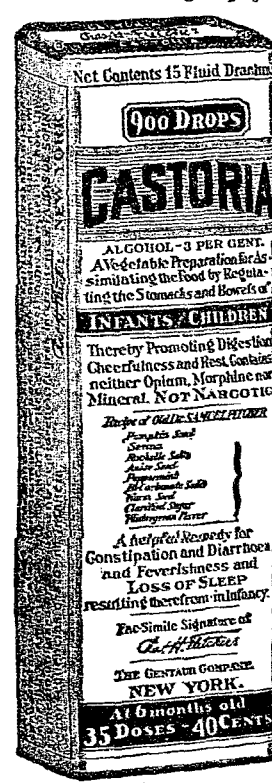 Net Contents 15 Fluid Drachm
900 DROPS
CASTORIA
ALCOHOL-3 PER CENT.
A Vegetable Preparation for As-
similating the Food by Regula-
ting the Stomachs and Bowels of
INFANTS/CHILDREN
Thereby Promoting Digestion
Cheerfulness and Rest Contains
neither Opium, Morphine nor
Mineral. NOT NARCOTIC
Recipe of Old Dr. SAMUEL PITCHER
Pumpkin Seed
Senna
Rochelle Salts
Anise Seed
Peppermint
Bi-Carbonate Soda
Worm Seed
Clarified Sugar
Wintergreen Flavor
A helpful Remedy for
Constipation and Diarrhoea
and Feverishness and
LOSS OF SLEEP
resulting therefrom in Infancy.
Fac-Simile Signature of
Chas. H. Fletcher
THE CENTAUR COMPANY.
NEW YORK.
At 6 months old
35 DOSES - 40 CENTS
NEW YORK